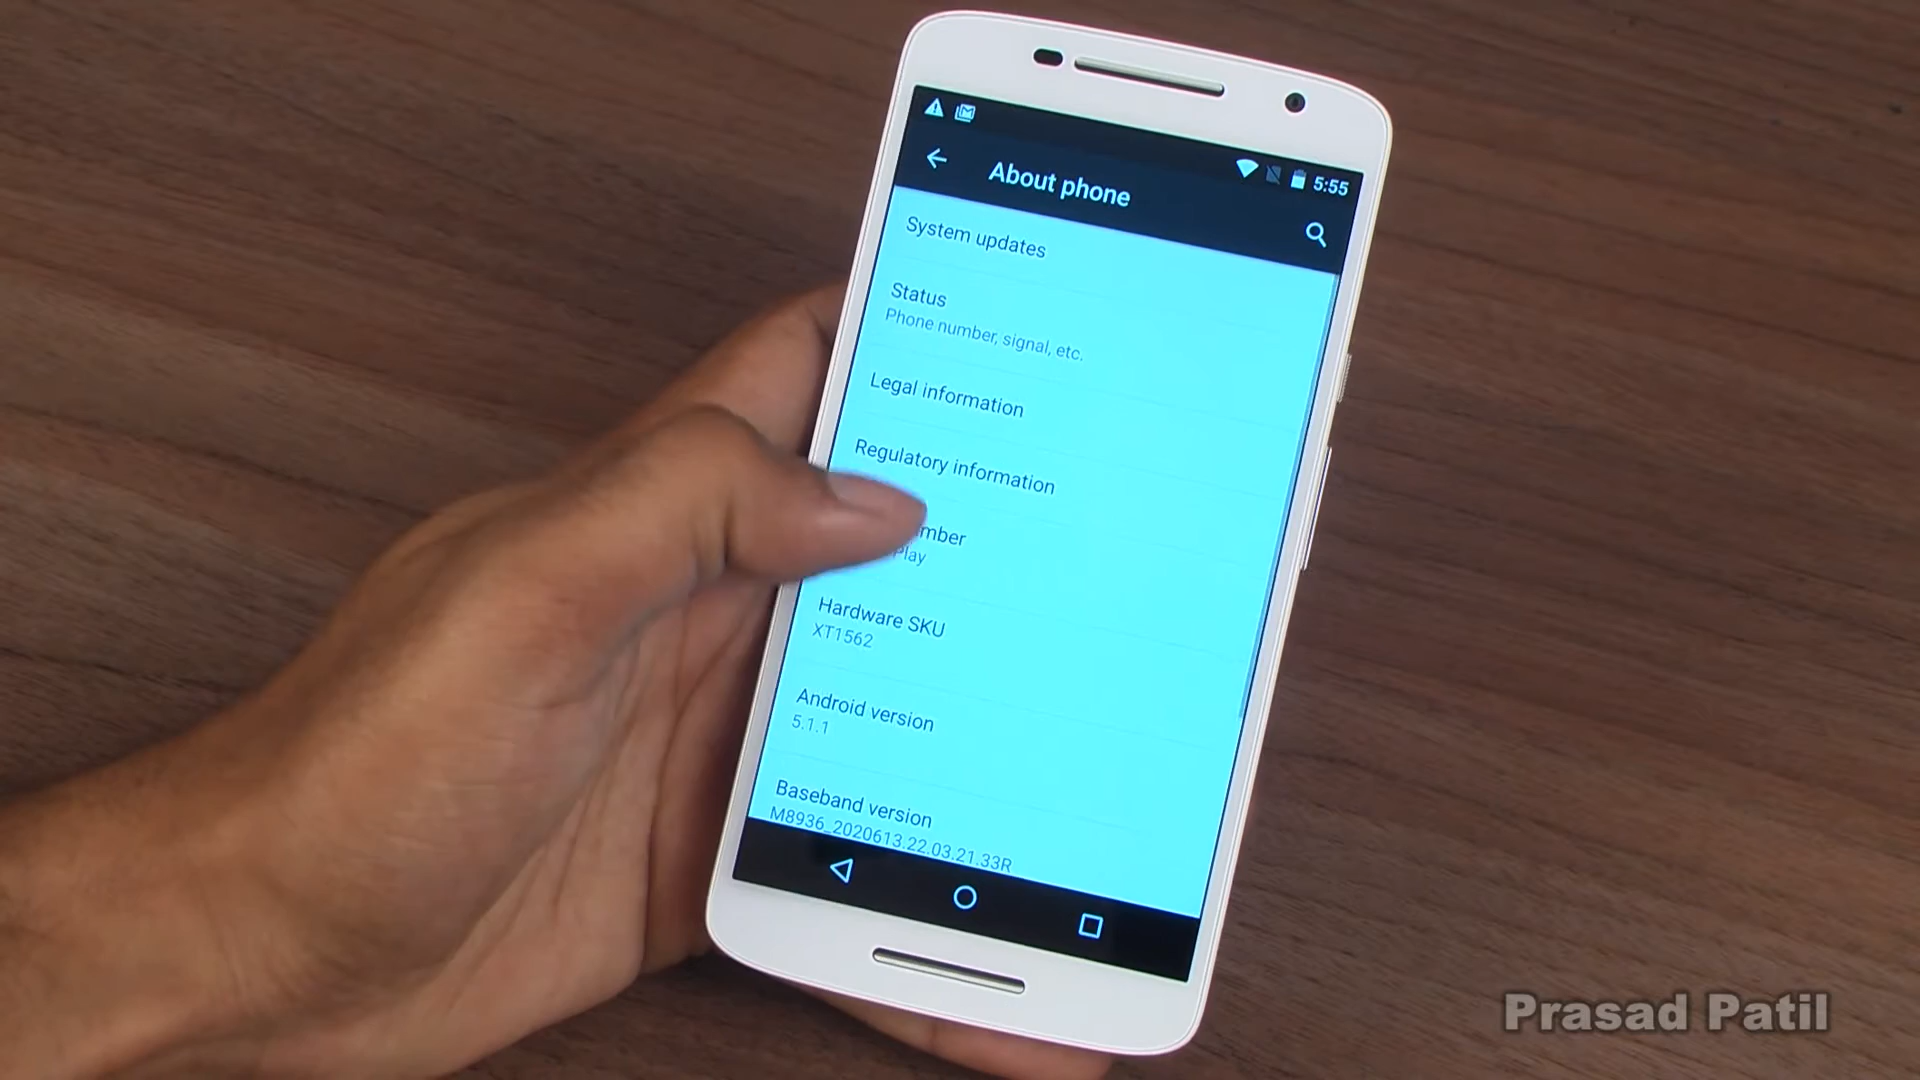 5:55
About phone
System updates
Status
Phone number, signal, etc.
Legal information
Regulatory information
Play
Hardware SKU
XT1562
Android version
5.1.1
Baseband version
M8936_2020613.22.03.21.33R
Prasad Patil